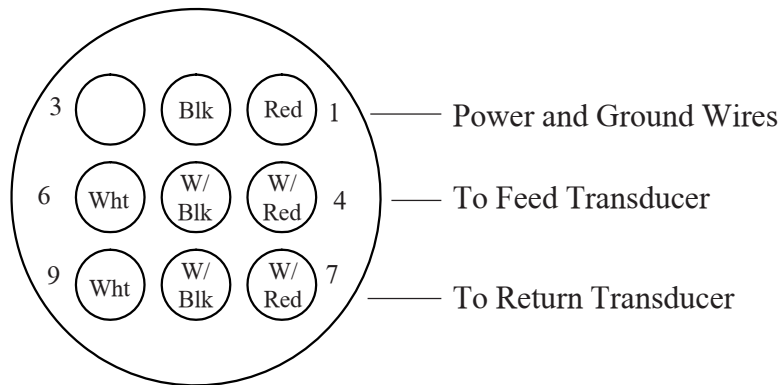 3 Blk Red 1 Power and Ground Wires
6 Wht W/ Blk W/ Red 4 To Feed Transducer
9 Wht W/ Blk W/ Red 7 To Return Transducer